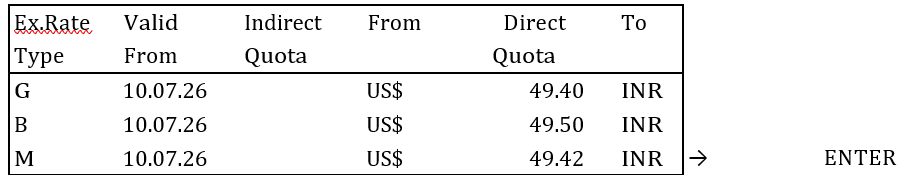 Ex.Rate Valid Indirect From Direct To
Type From Quota Quota
G 10.07.26 US$ 49.40 INR
B 10.07.26 US$ 49.50 INR
M 10.07.26 US$ 49.42 INR → ENTER